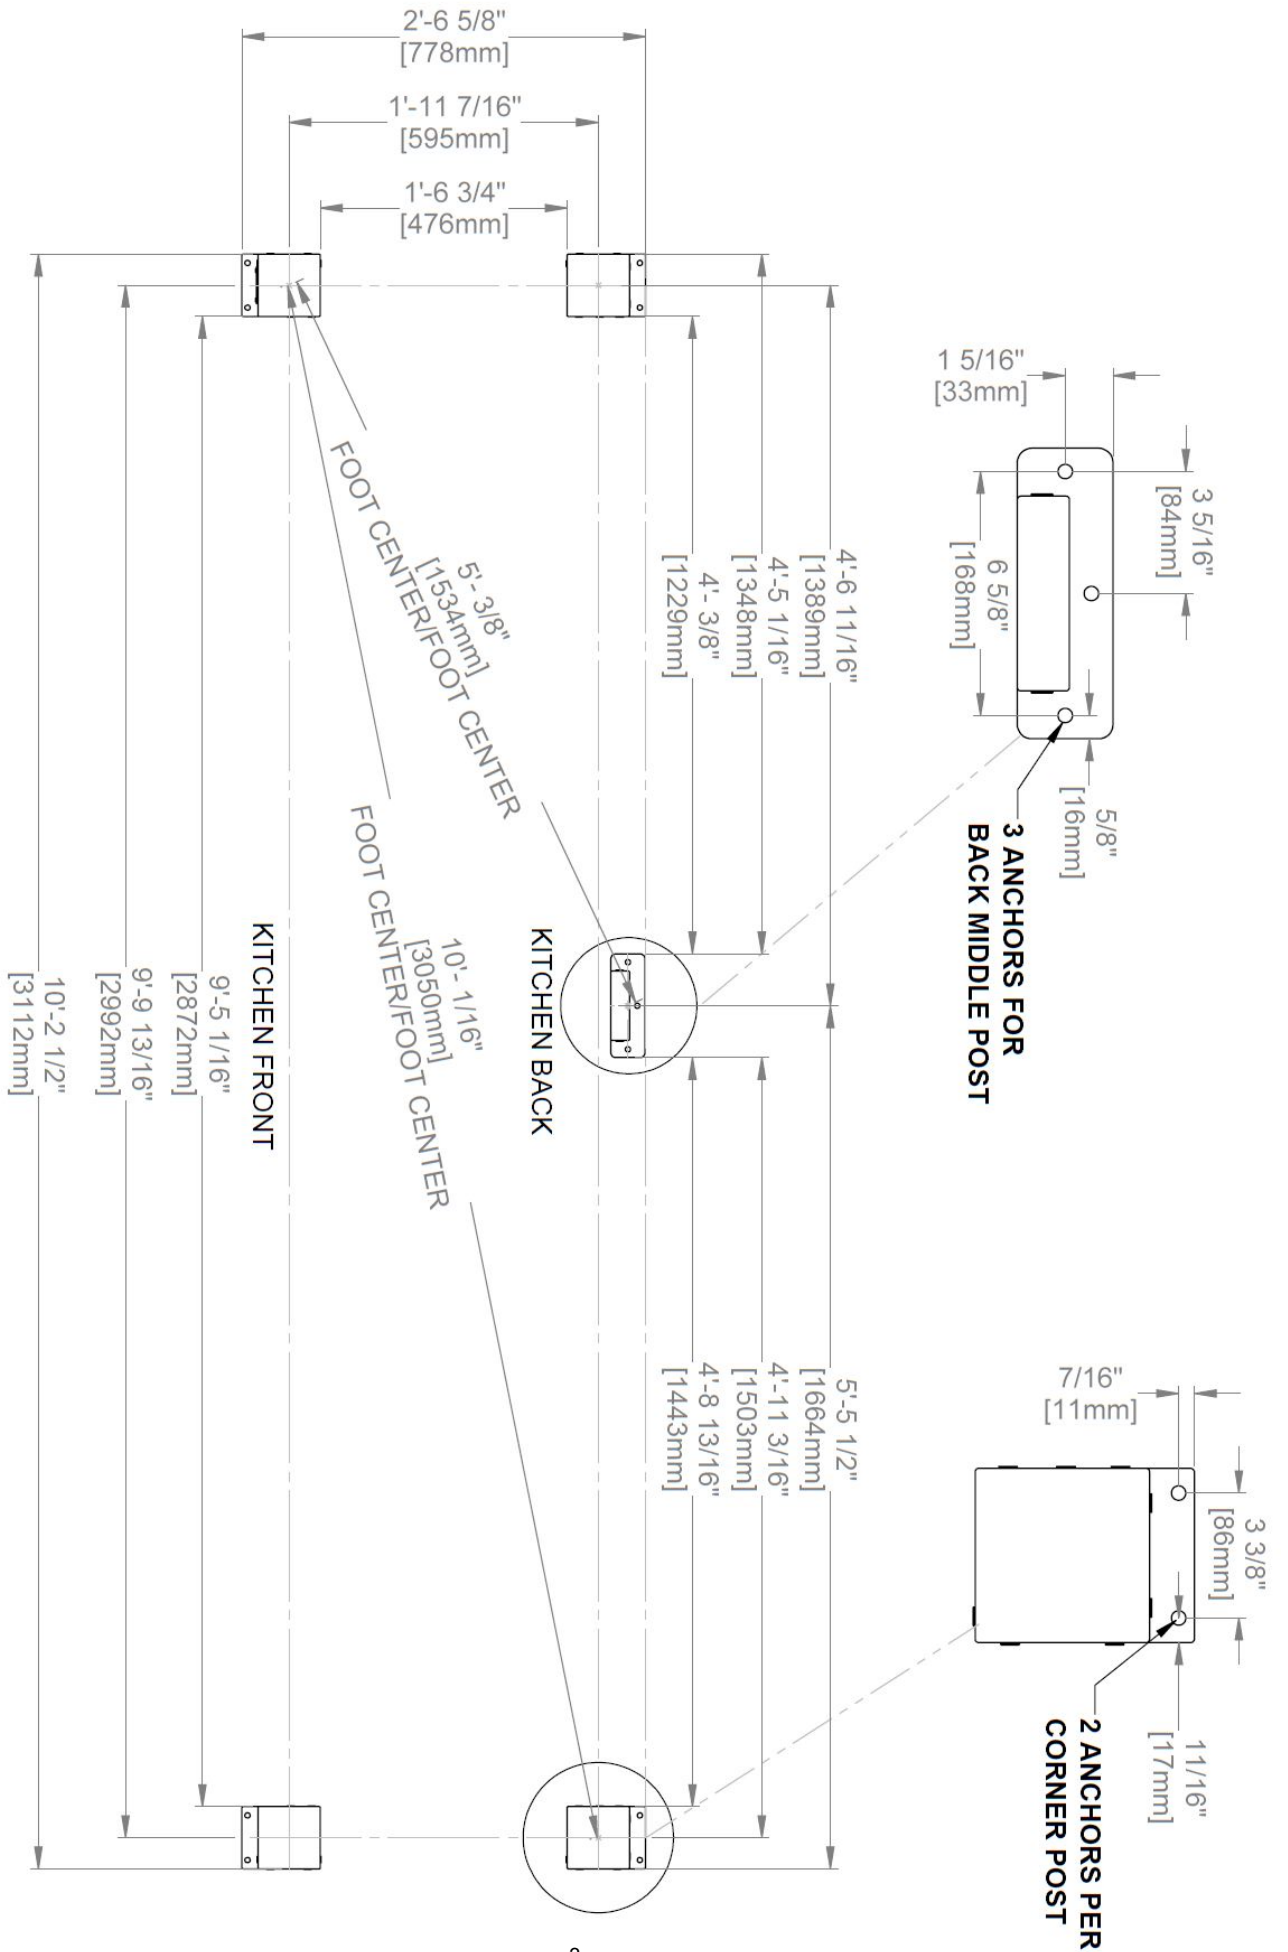 2'-6 5/8"
[778mm]
1'-11 7/16"
[595mm]
1'-6 3/4"
[476mm]
1 5/16"
[33mm]
3 5/16"
[84mm]
6 5/8"
[168mm]
5/8"
[16mm]
3 ANCHORS FOR
BACK MIDDLE POST
4'-6 11/16"
[1389mm]
4'-5 1/16"
[1348mm]
4'- 3/8"
[1229mm]
5'- 3/8"
[1534mm]
FOOT CENTER/FOOT CENTER
10'- 1/16"
[3050mm]
FOOT CENTER/FOOT CENTER
KITCHEN BACK
KITCHEN FRONT
9'-5 1/16"
[2872mm]
9'-9 13/16"
[2992mm]
10'-2 1/2"
[3112mm]
5'-5 1/2"
[1664mm]
4'-11 3/16"
[1503mm]
4'-8 13/16"
[1443mm]
7/16"
[11mm]
3 3/8"
[86mm]
11/16"
[17mm]
2 ANCHORS PER
CORNER POST